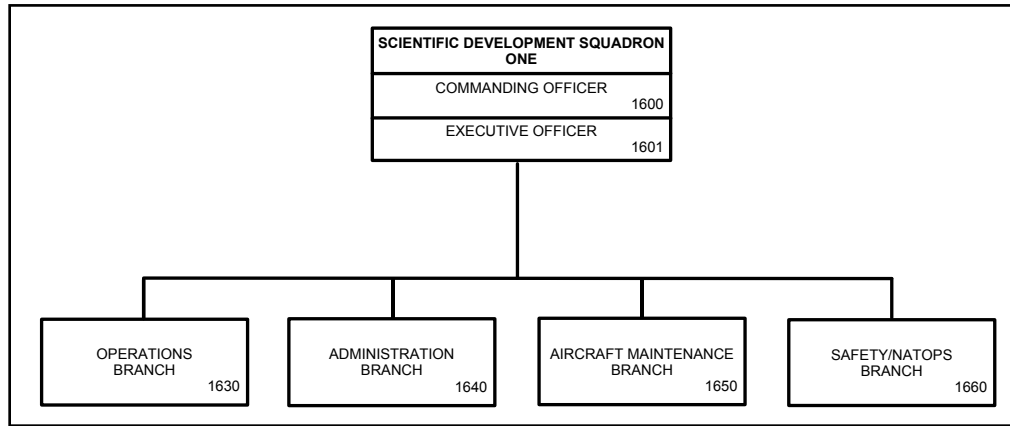 SCIENTIFIC DEVELOPMENT SQUADRON
ONE
COMMANDING OFFICER
1600
EXECUTIVE OFFICER
1601
OPERATIONS
BRANCH
1630
ADMINISTRATION
BRANCH
1640
AIRCRAFT MAINTENANCE
BRANCH
1650
SAFETY/NATOPS
BRANCH
1660